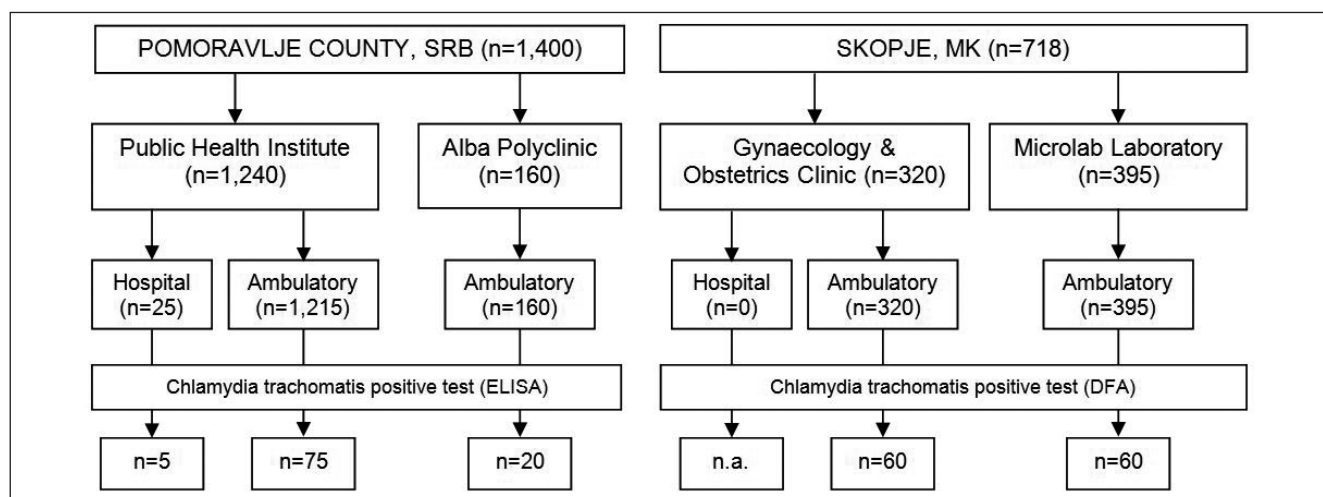 POMORAVLJE COUNTY, SRB (n=1,400)
SKOPJE, MK (n=718)
Public Health Institute
(n=1,240)
Alba Polyclinic
(n=160)
Gynaecology &
Obstetrics Clinic (n=320)
Microlab Laboratory
(n=395)
Hospital
(n=25)
Ambulatory
(n=1,215)
Ambulatory
(n=160)
Hospital
(n=0)
Ambulatory
(n=320)
Ambulatory
(n=395)
Chlamydia trachomatis positive test (ELISA)
Chlamydia trachomatis positive test (DFA)
n=5
n=75
n=20
n.a.
n=60
n=60